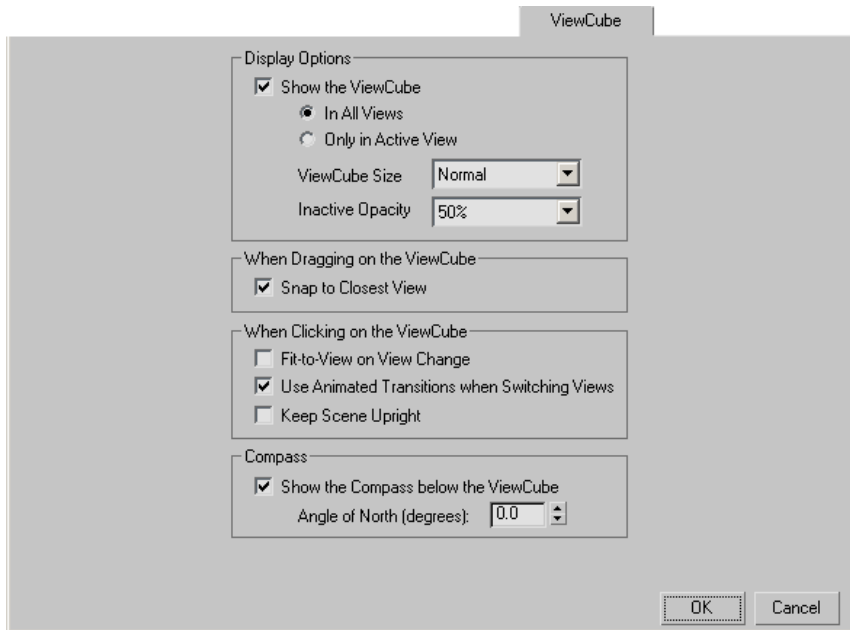 ViewCube
Display Options
Show the ViewCube
In All Views
Only in Active View
ViewCube Size Normal
Inactive Opacity 50%
When Dragging on the ViewCube
Snap to Closest View
When Clicking on the ViewCube
Fit-to-View on View Change
Use Animated Transitions when Switching Views
Keep Scene Upright
Compass
Show the Compass below the ViewCube
Angle of North (degrees): 0.0
OK Cancel